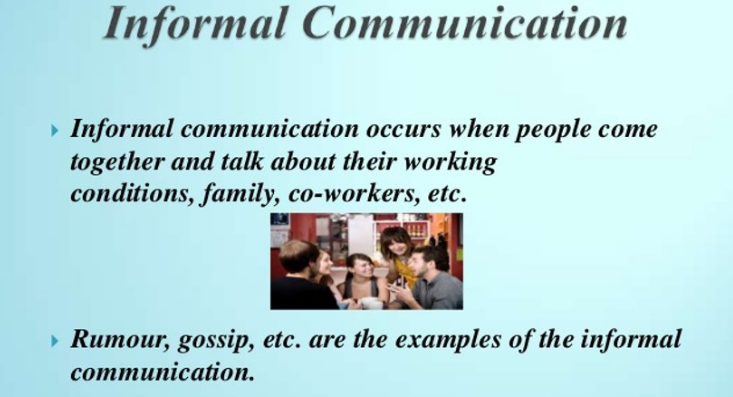 Informal Communication
Informal communication occurs when people come
together and talk about their working
conditions, family, co-workers, etc.
Rumour, gossip, etc. are the examples of the informal
communication.